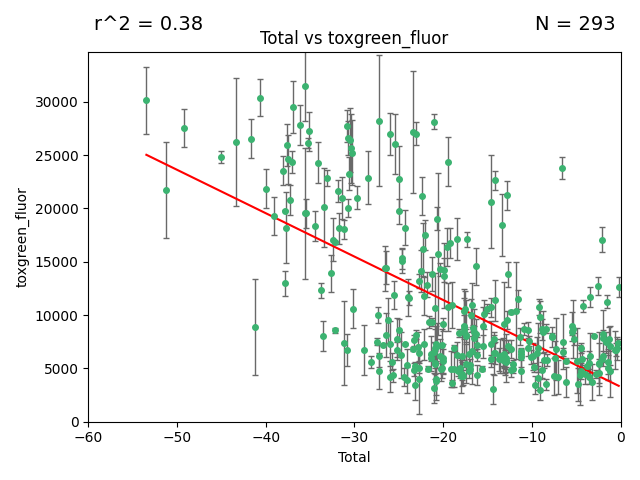 r^2 = 0.38
N = 293
Total vs toxgreen_fluor
toxgreen_fluor
30000
25000
20000
15000
10000
5000
0
−60
−50
−40
−30
−20
−10
0
Total